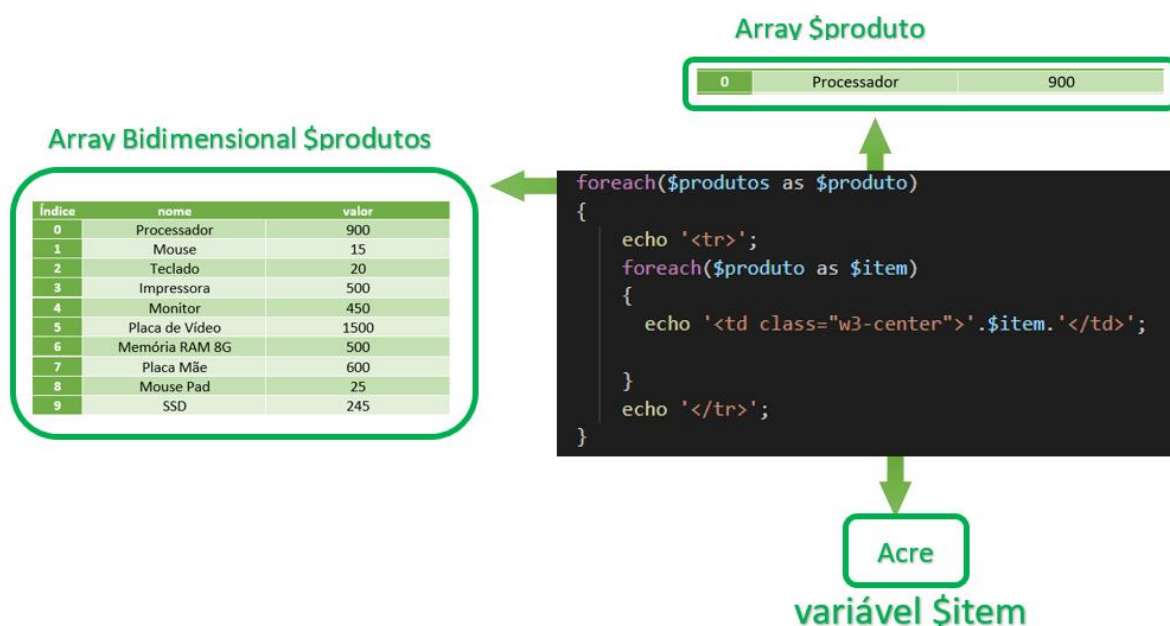 Array $produto
0 Processador 900
Array Bidimensional $produtos
Índice nome valor
0 Processador 900
1 Mouse 15
2 Teclado 20
3 Impressora 500
4 Monitor 450
5 Placa de Vídeo 1500
6 Memória RAM 8G 500
7 Placa Mãe 600
8 Mouse Pad 25
9 SSD 245
foreach($produtos as $produto)
{
echo '<tr>';
foreach($produto as $item)
{
echo '<td class="w3-center">'.$item.'</td>';
}
echo '</tr>';
}
Acre
variável $item